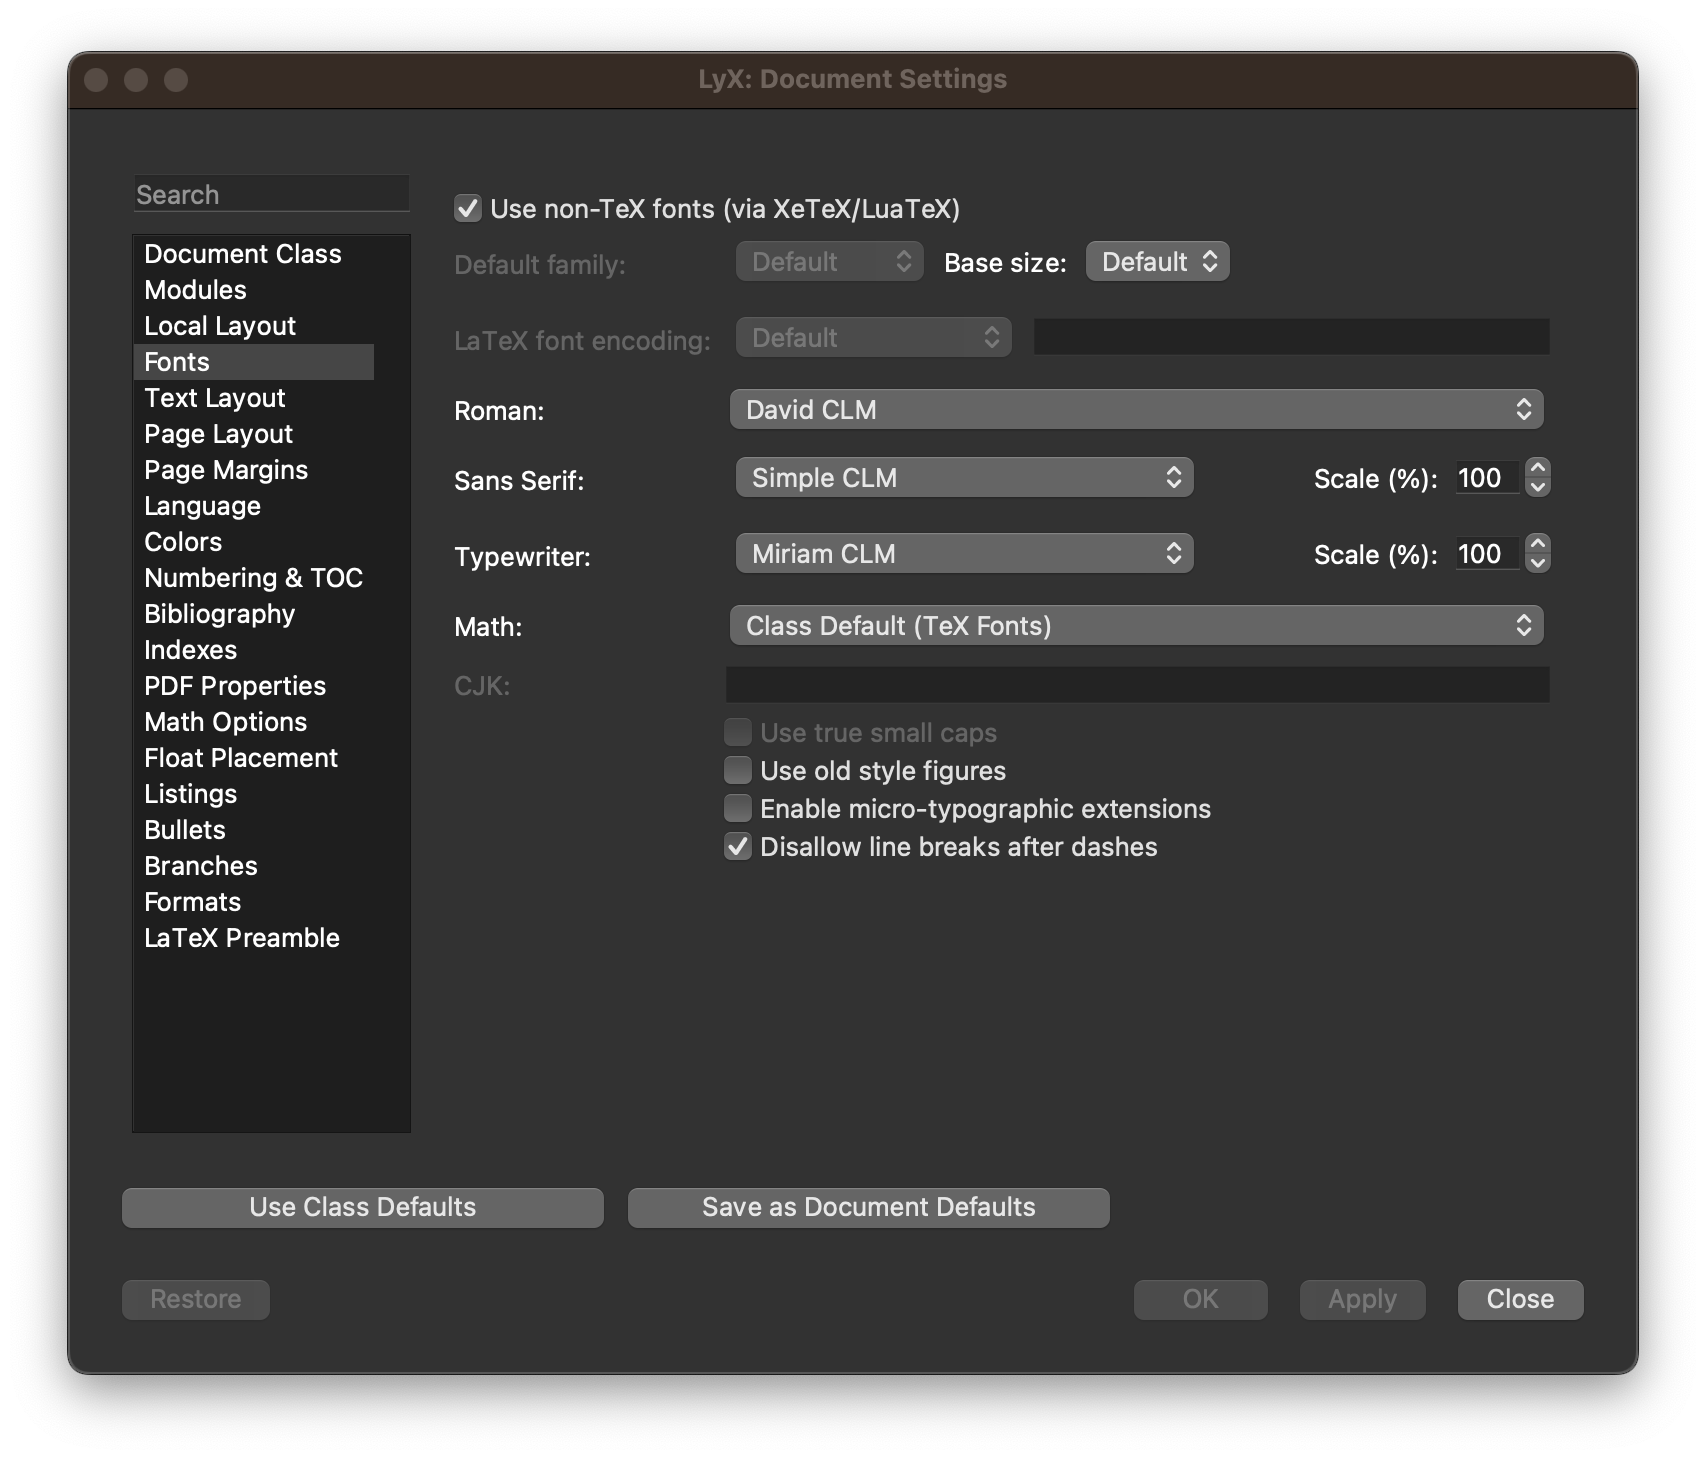 LyX: Document Settings
Search
Document Class
Modules
Local Layout
Fonts
Text Layout
Page Layout
Page Margins
Language
Colors
Numbering & TOC
Bibliography
Indexes
PDF Properties
Math Options
Float Placement
Listings
Bullets
Branches
Formats
LaTeX Preamble
Use non-TeX fonts (via XeTeX/LuaTeX)
Default family: Default Base size: Default
LaTeX font encoding: Default
Roman: David CLM
Sans Serif: Simple CLM Scale (%): 100
Typewriter: Miriam CLM Scale (%): 100
Math: Class Default (TeX Fonts)
CJK:
Use true small caps
Use old style figures
Enable micro-typographic extensions
Disallow line breaks after dashes
Use Class Defaults Save as Document Defaults
Restore OK Apply Close